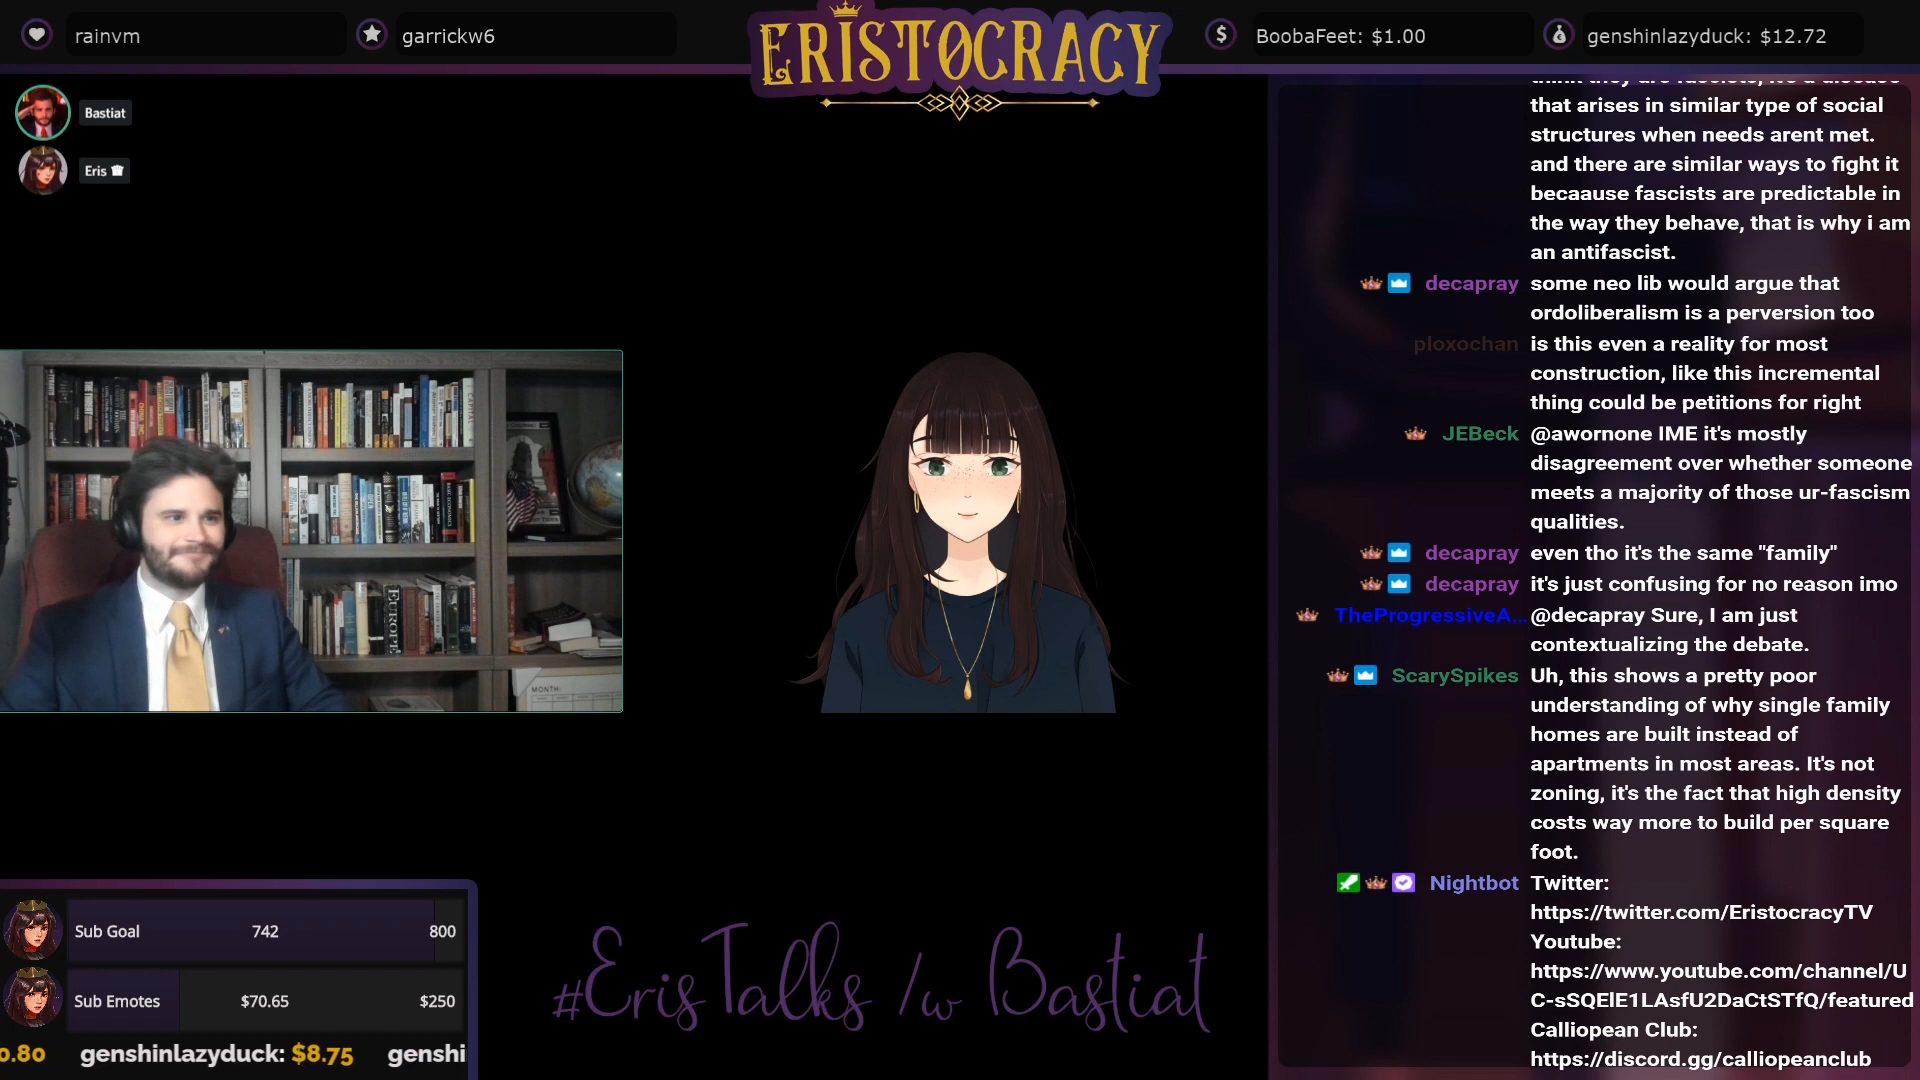 rainvm
garrickw6
ERISTOCRACY
BoobaFeet: $1.00
genshinlazyduck: $12.72
Bastiat
Eris
that arises in similar type of social
structures when needs arent met.
and there are similar ways to fight it
becaause fascists are predictable in
the way they behave, that is why i am
an antifascist.
decapray some neo lib would argue that
ordoliberalism is a perversion too
ploxochan is this even a reality for most
construction, like this incremental
thing could be petitions for right
JEBeck @awornone IME it's mostly
disagreement over whether someone
meets a majority of those ur-fascism
qualities.
decapray even tho it's the same "family"
decapray it's just confusing for no reason imo
TheProgressiveA... @decapray Sure, I am just
contextualizing the debate.
ScarySpikes Uh, this shows a pretty poor
understanding of why single family
homes are built instead of
apartments in most areas. It's not
zoning, it's the fact that high density
costs way more to build per square
foot.
Nightbot Twitter:
https://twitter.com/EristocracyTV
Youtube:
https://www.youtube.com/channel/U
C-sSQElE1LAsfU2DaCtSTfQ/featured
Calliopean Club:
https://discord.gg/calliopeanclub
EUROPE
MONTH:
Sub Goal 742 800
Sub Emotes $70.65 $250
0.80 genshinlazyduck: $8.75 genshi
#ErisTalks /w Bastiat